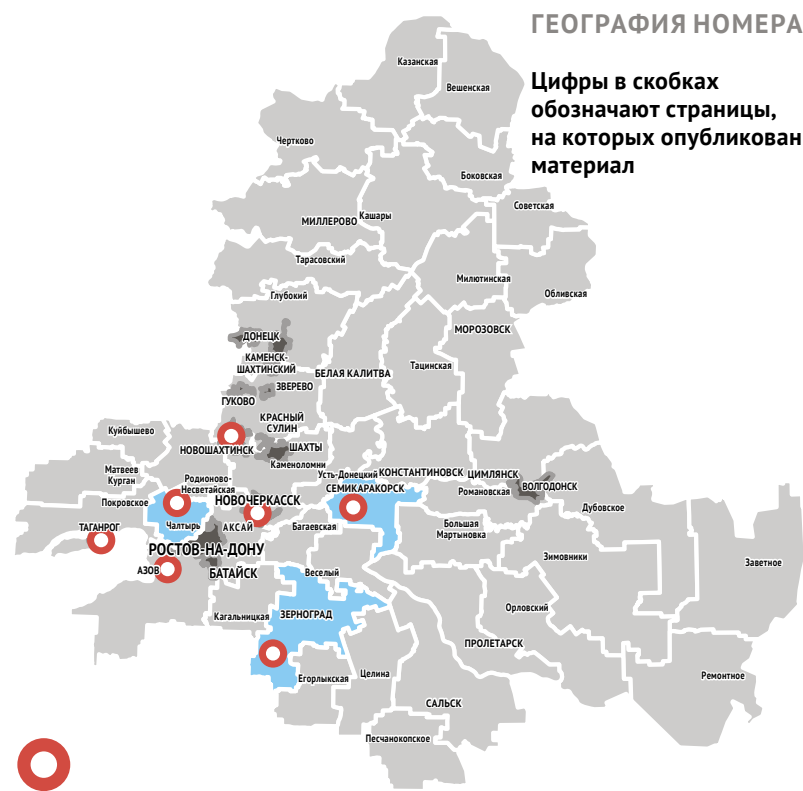 ГЕОГРАФИЯ НОМЕРА
Цифры в скобках
обозначают страницы,
на которых опубликован
материал
Казанская
Вешенская
Чертково
Боковская
Советская
МИЛЛЕРОВО
Кашары
Тарасовский
Милютинская
Обливская
Глубокий
МОРОЗОВСК
ДОНЕЦК
КАМЕНСК-
ШАХТИНСКИЙ
БЕЛАЯ КАЛИТВА
Тацинская
ЗВЕРЕВО
ГУКОВО
КРАСНЫЙ
СУЛИН
Куйбышево
НОВОШАХТИНСК
ШАХТЫ
Каменоломни
Матвеев
Курган
Родионово-
Несветайская
Усть-Донецкий
КОНСТАНТИНОВСК
ЦИМЛЯНСК
СЕМИКАРАКОРСК
Романовская
ВОЛГОДОНСК
Покровское
НОВОЧЕРКАССК
Дубовское
ТАГАНРОГ
Чалтырь
АКСАЙ
Багаевская
Большая
Мартыновка
РОСТОВ-НА-ДОНУ
Зимовники
Заветное
АЗОВ
БАТАЙСК
Веселый
Кагальницкая
ЗЕРНОГРАД
Орловский
ПРОЛЕТАРСК
Егорлыкская
Целина
Ремонтное
САЛЬСК
Песчанокопское